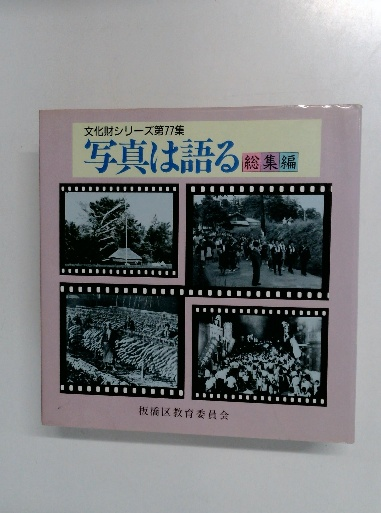 文化財シリーズ第77集
写真は語る 総集編
板橋区教育委員会